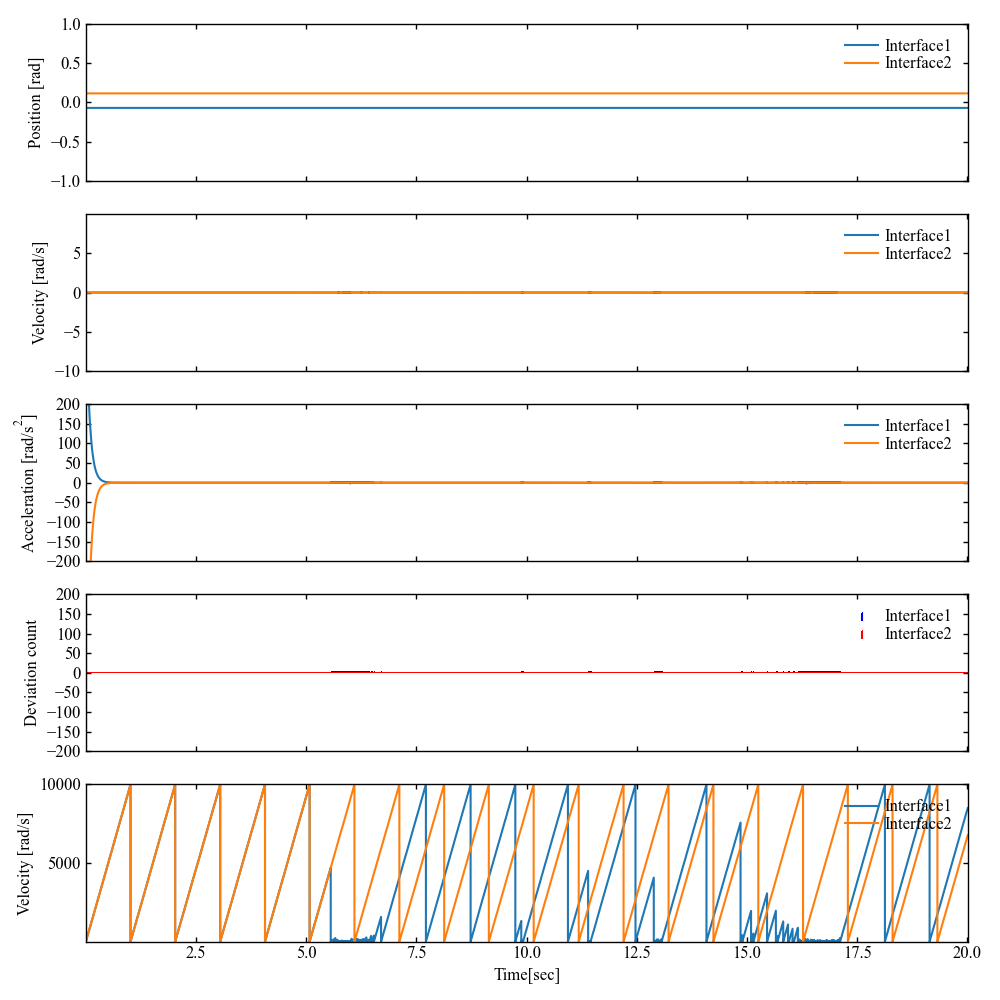 1.0
0.5
0.0
−0.5
−1.0
Position [rad]
Interface1
Interface2
5
0
−5
−10
Velocity [rad/s]
Interface1
Interface2
200
150
100
50
0
−50
−100
−150
−200
Acceleration [rad/s²]
Interface1
Interface2
200
150
100
50
0
−50
−100
−150
−200
Deviation count
Interface1
Interface2
10000
5000
Velocity [rad/s]
Interface1
Interface2
2.5 5.0 7.5 10.0 12.5 15.0 17.5 20.0
Time[sec]